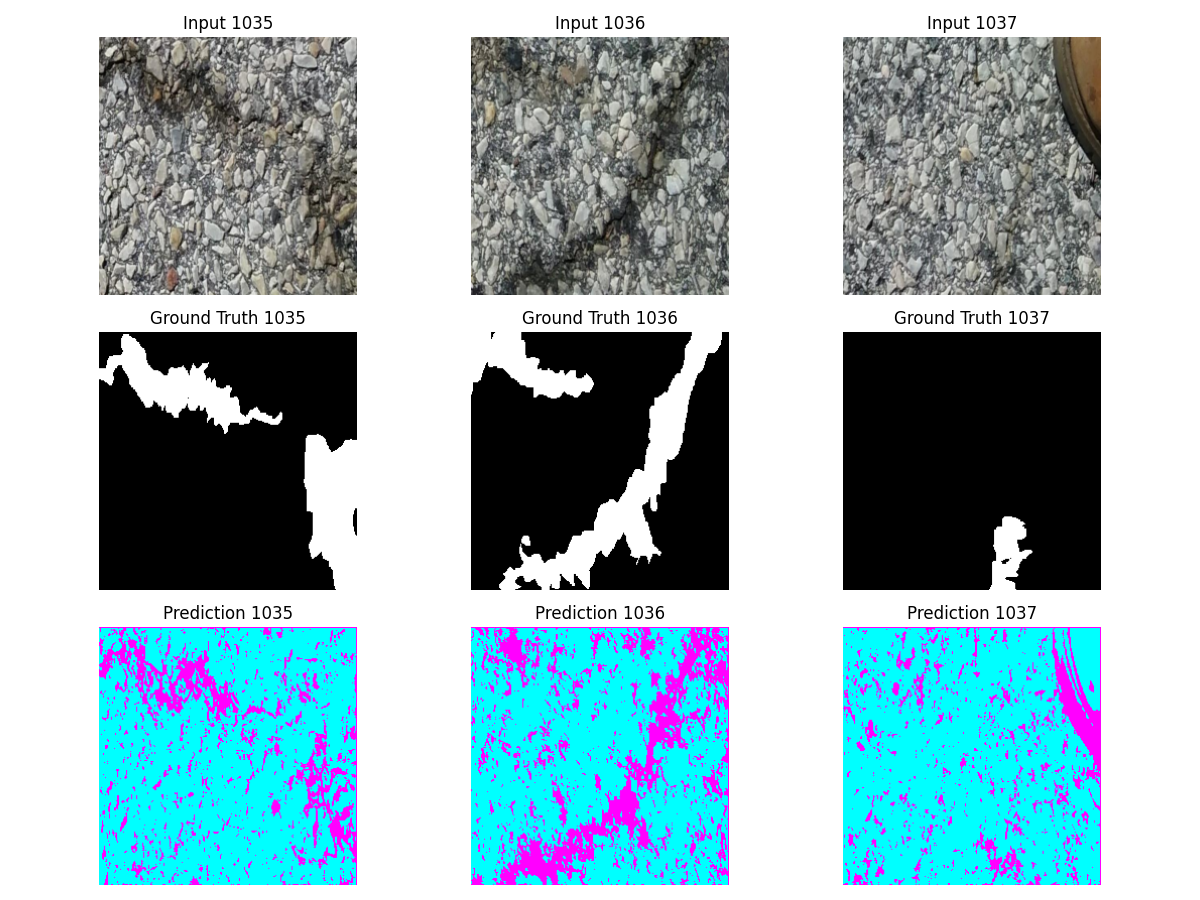 Input 1035
Input 1036
Input 1037
Ground Truth 1035
Ground Truth 1036
Ground Truth 1037
Prediction 1035
Prediction 1036
Prediction 1037